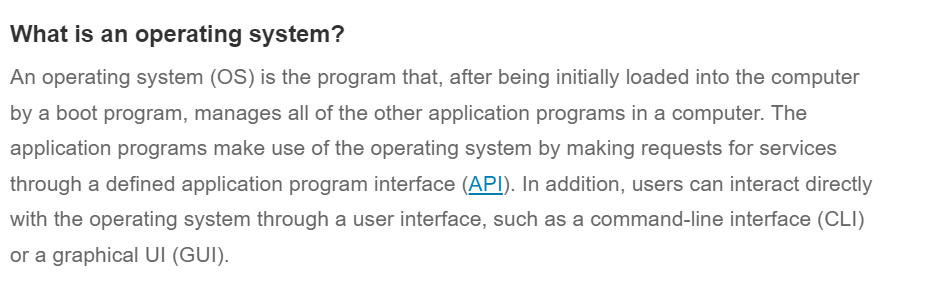 What is an operating system?
An operating system (OS) is the program that, after being initially loaded into the computer
by a boot program, manages all of the other application programs in a computer. The
application programs make use of the operating system by making requests for services
through a defined application program interface (API). In addition, users can interact directly
with the operating system through a user interface, such as a command-line interface (CLI)
or a graphical UI (GUI).